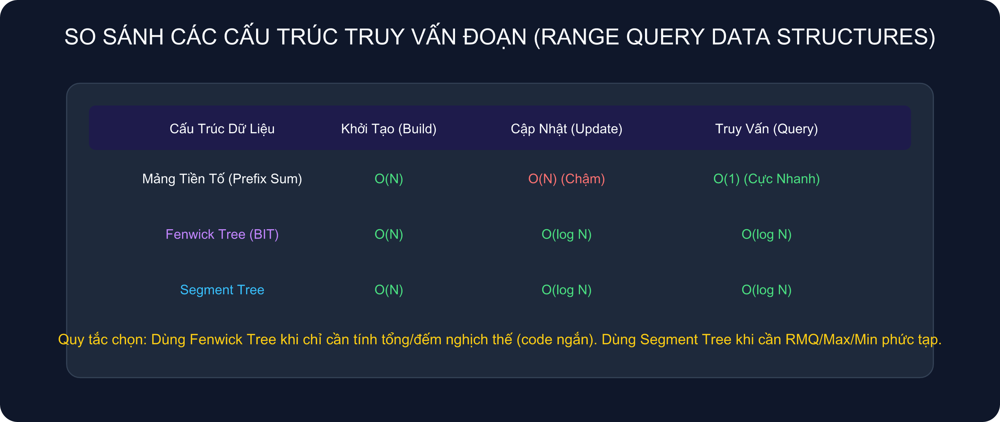 SO SÁNH CÁC CẤU TRÚC TRUY VẤN ĐOẠN (RANGE QUERY DATA STRUCTURES)
Cấu Trúc Dữ Liệu Khởi Tạo (Build) Cập Nhật (Update) Truy Vấn (Query)
Mảng Tiền Tố (Prefix Sum) O(N) O(N) (Chậm) O(1) (Cực Nhanh)
Fenwick Tree (BIT) O(N) O(log N) O(log N)
Segment Tree O(N) O(log N) O(log N)
Quy tắc chọn: Dùng Fenwick Tree khi chỉ cần tính tổng/đếm nghịch thế (code ngắn). Dùng Segment Tree khi cần RMQ/Max/Min phức tạp.